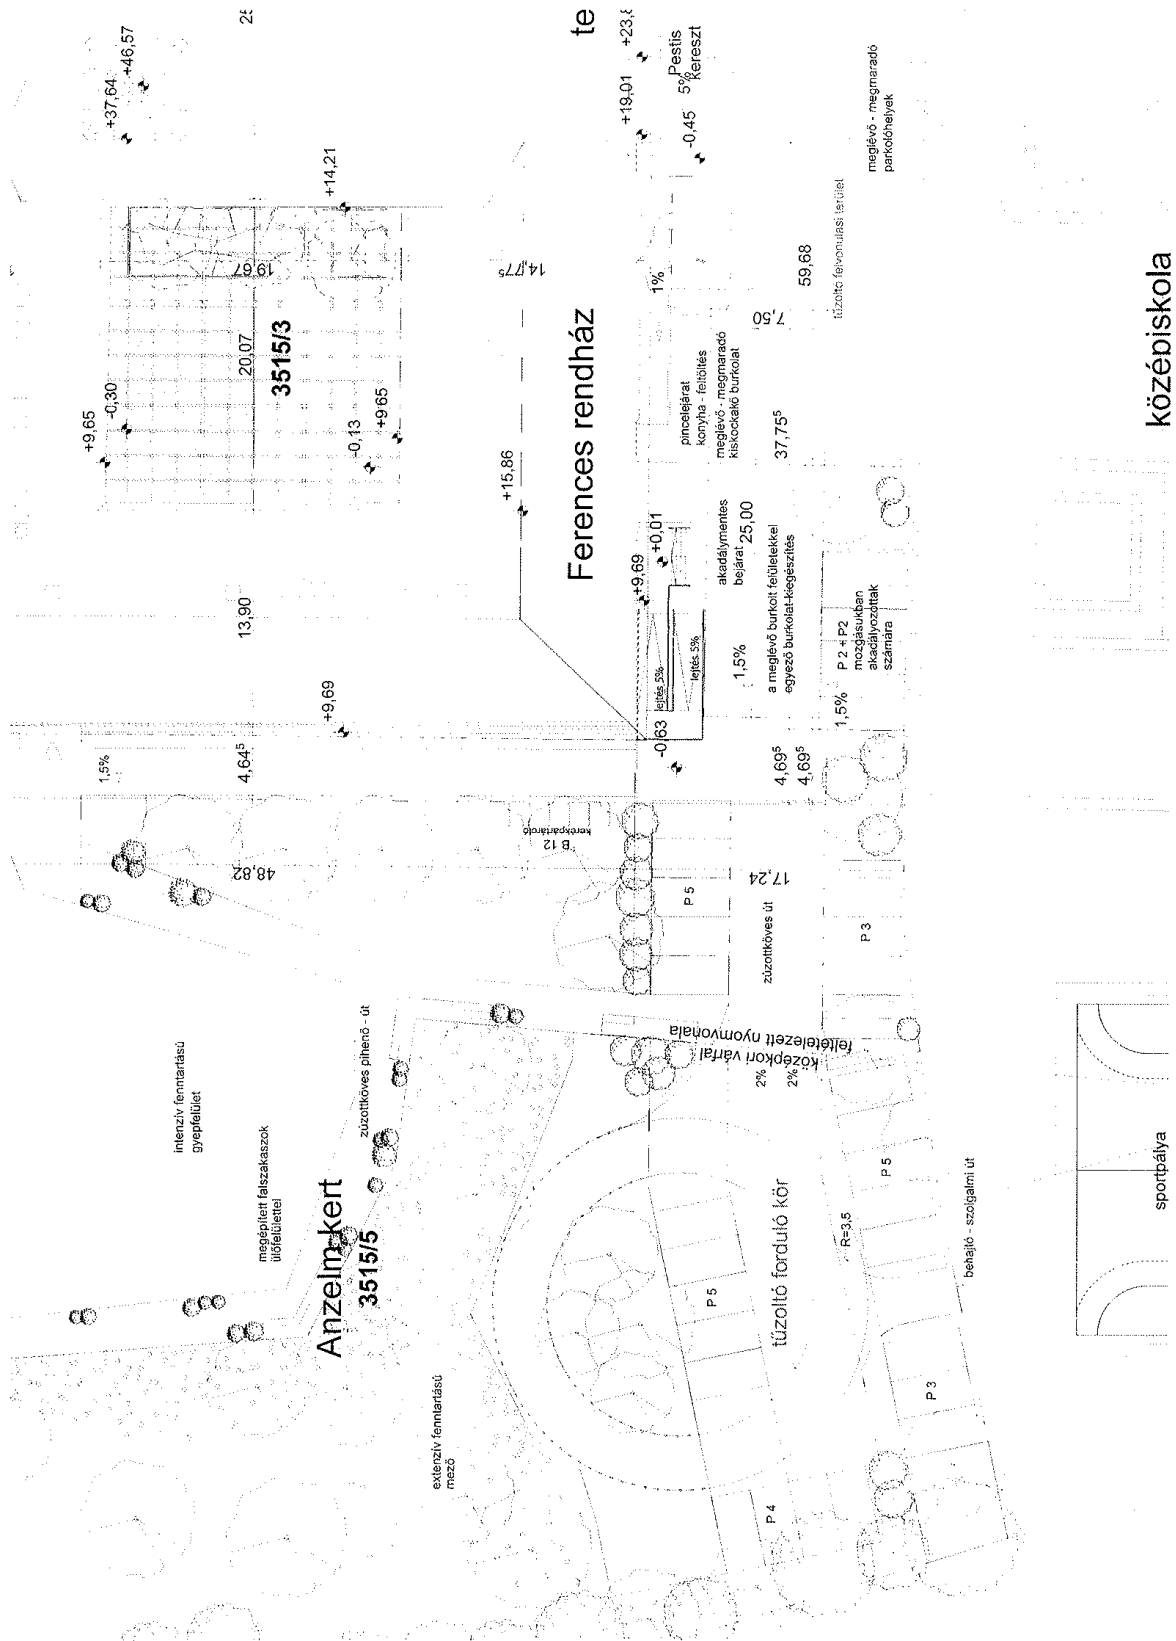 intenzív fenntartású
gyepfelület
megépített falszakaszok
ülőfelülettel
Anzelm-kert
3515/5
zúzottköves pihenő - út
extenzív fenntartású
mező
1,5%
4,64⁵
48,82
+9,69
13,90
+9,65
-0,30
20,07
19,67
3515/3
-0,13
+9,65
+14,21
+37,64
+46,57
25
B 12
kerékpártároló
+15,86
14,77⁵
Ferences rendház
te
+9,69
+0,01
lejtés 5%
lejtés 5%
-0,63
+19,01
+23,8
-0,45
5%
Pestis
Kereszt
1%
pincelejárat
konyha - feltöltés
meglévő - megmaradó
kiskockakő burkolat
7,50
37,75⁵
59,68
akadálymentes
bejárat
25,00
1,5%
a meglévő burkolt felületekkel
egyező burkolat-kiegészítés
4,69⁵
4,69⁵
P 5
17,24
zúzottköves út
P 3
1,5%
P 2 + P2
mozgásukban
akadályozottak
számára
tűzoltó felvonulási terület
meglévő - megmaradó
parkolóhelyek
középkori várfal
feltételezett nyomvonala
2%
2%
P 5
P 5
tűzoltó forduló kör
R=3,5
P 4
P 3
behajtó - szolgalmi út
sportpálya
középiskola